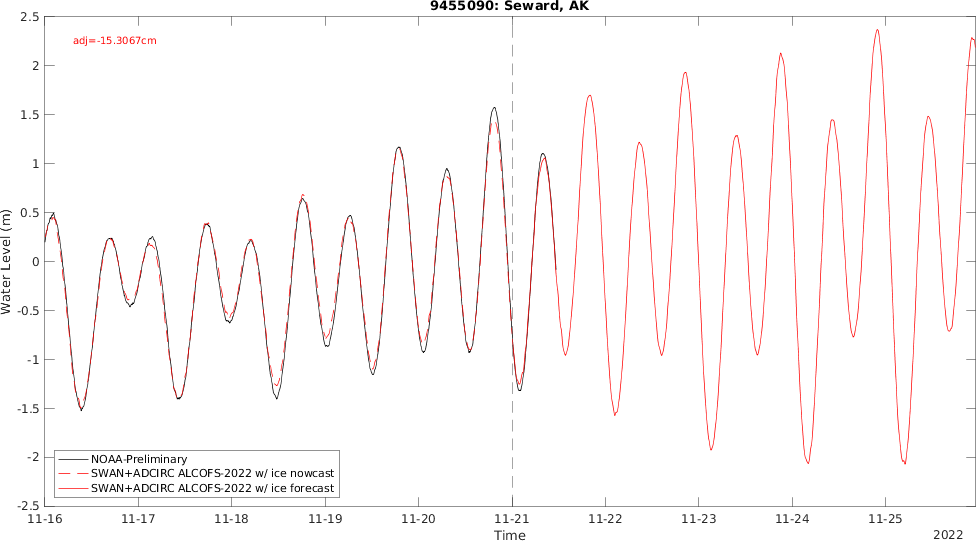 9455090: Seward, AK
adj=-15.3067cm
2.5
2
1.5
1
0.5
0
-0.5
-1
-1.5
-2
-2.5
Water Level (m)
NOAA-Preliminary
SWAN+ADCIRC ALCOFS-2022 w/ ice nowcast
SWAN+ADCIRC ALCOFS-2022 w/ ice forecast
11-16 11-17 11-18 11-19 11-20 11-21 11-22 11-23 11-24 11-25
Time
2022